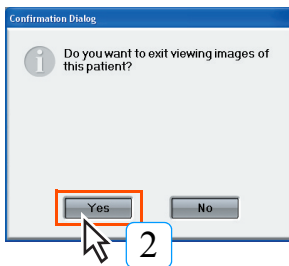 Confirmation Dialog
Do you want to exit viewing images of
this patient?
Yes No
2